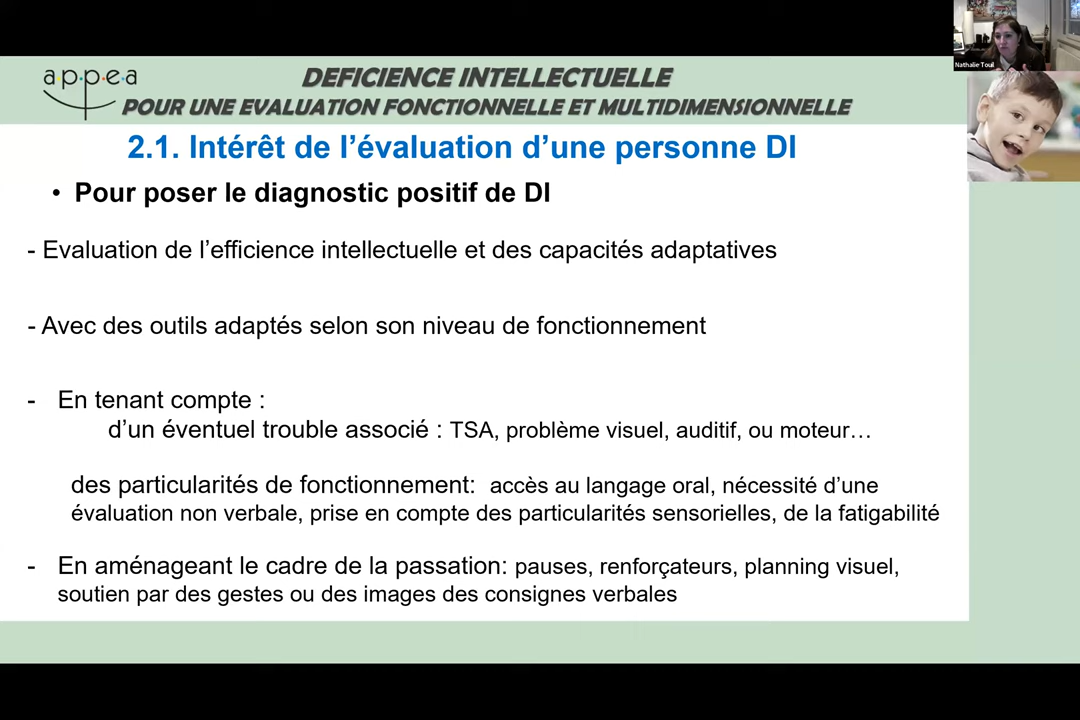 a·p·p·e·a
DEFICIENCE INTELLECTUELLE
POUR UNE EVALUATION FONCTIONNELLE ET MULTIDIMENSIONNELLE
Nathalie Touil
2.1. Intérêt de l’évaluation d’une personne DI
• Pour poser le diagnostic positif de DI
- Evaluation de l’efficience intellectuelle et des capacités adaptatives
- Avec des outils adaptés selon son niveau de fonctionnement
- En tenant compte :
d’un éventuel trouble associé : TSA, problème visuel, auditif, ou moteur…
des particularités de fonctionnement: accès au langage oral, nécessité d’une
évaluation non verbale, prise en compte des particularités sensorielles, de la fatigabilité
- En aménageant le cadre de la passation: pauses, renforçateurs, planning visuel,
soutien par des gestes ou des images des consignes verbales